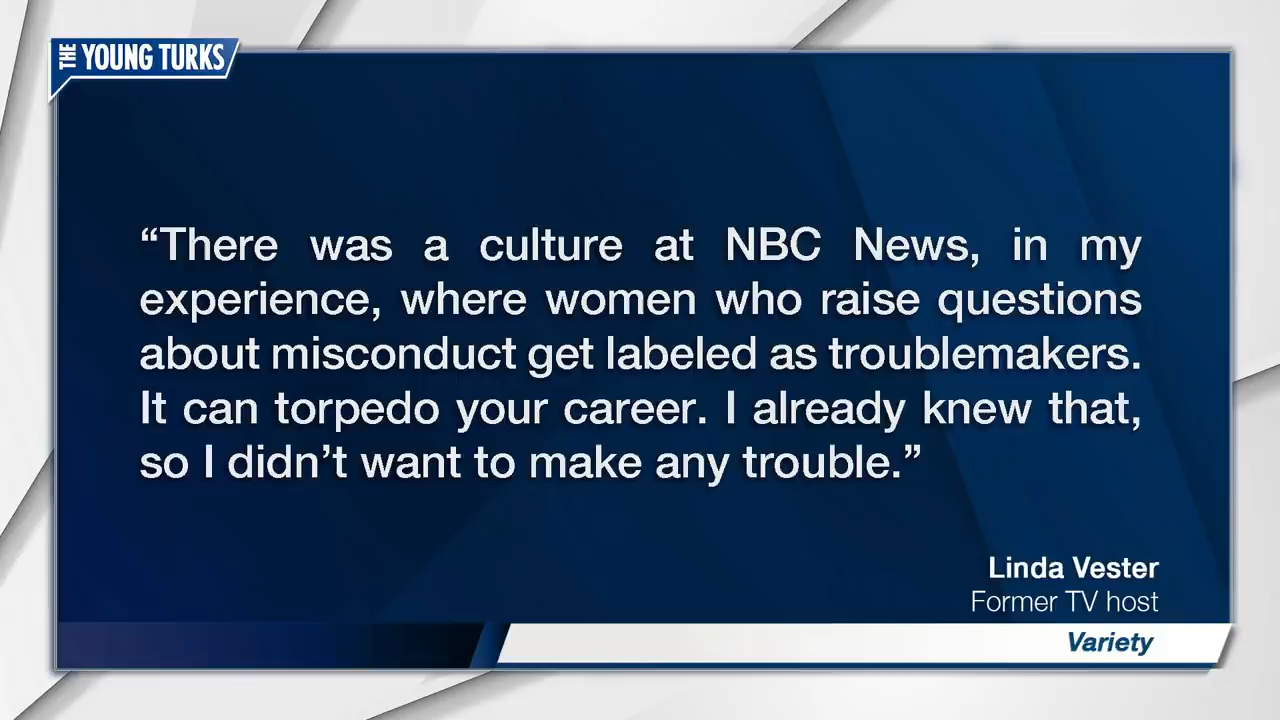 THE YOUNG TURKS
“There was a culture at NBC News, in my
experience, where women who raise questions
about misconduct get labeled as troublemakers.
It can torpedo your career. I already knew that,
so I didn’t want to make any trouble.”
Linda Vester
Former TV host
Variety